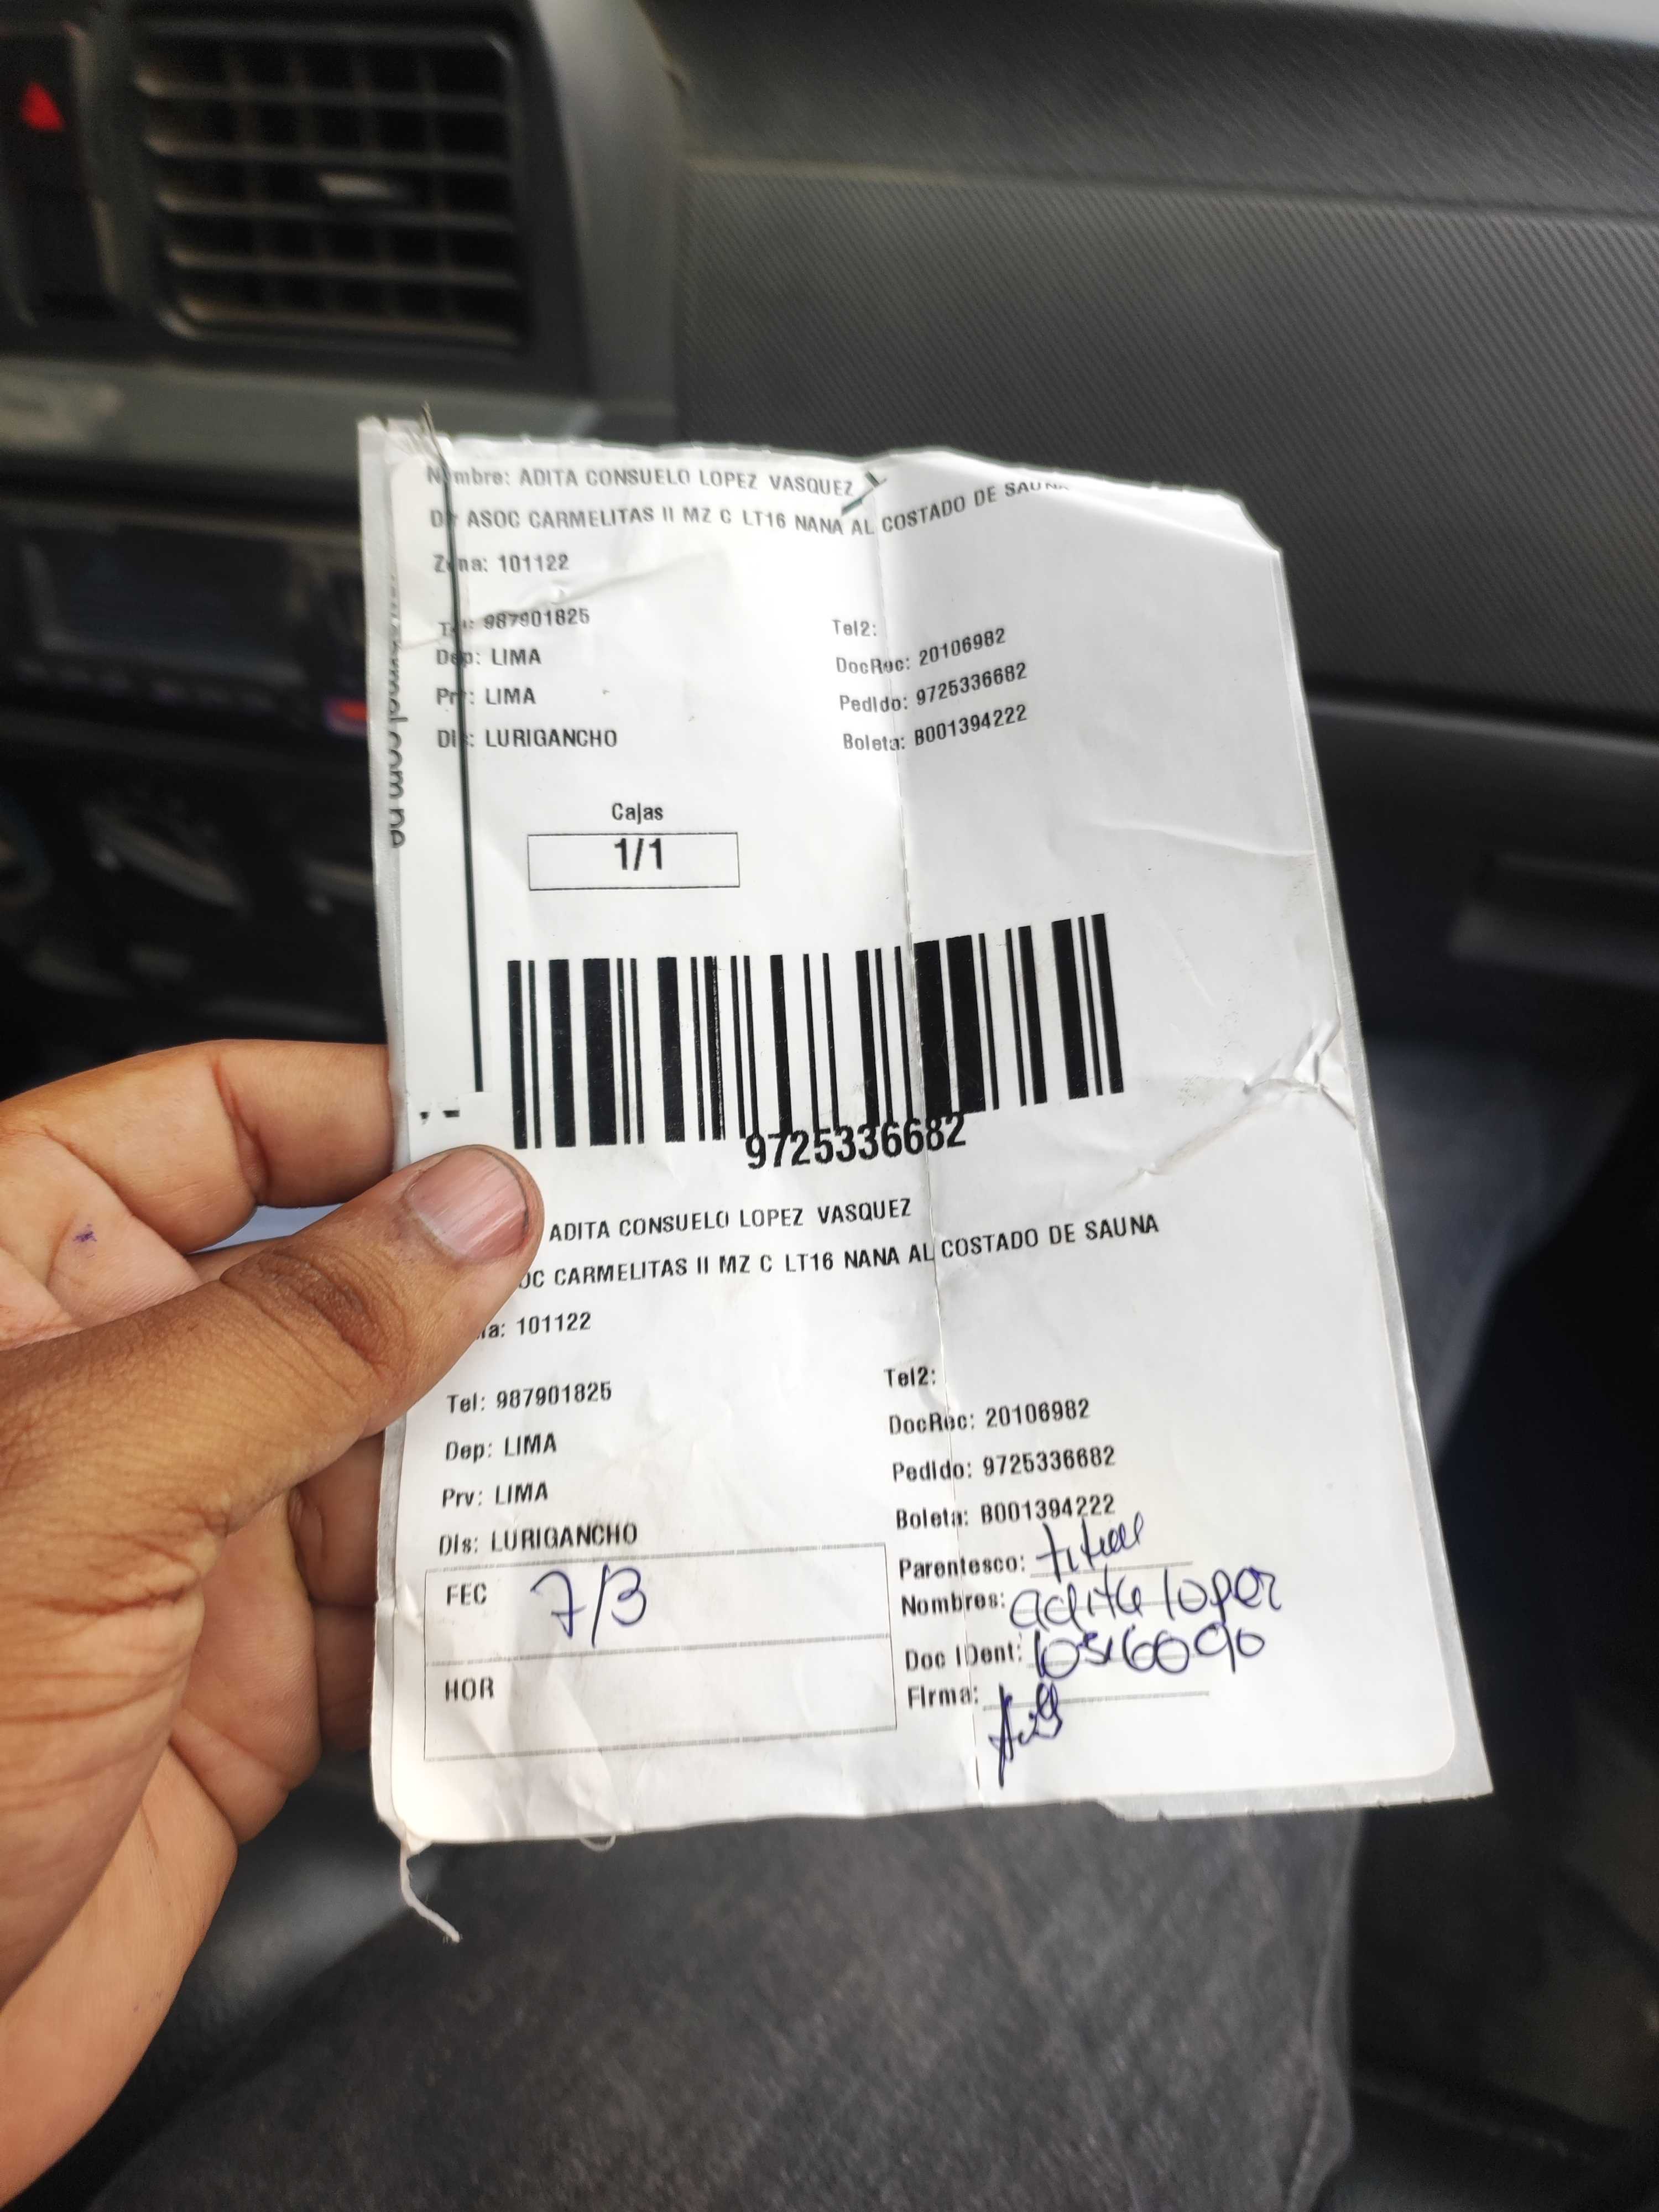 Nombre: ADITA CONSUELO LOPEZ VASQUEZ
Dir ASOC CARMELITAS II MZ C LT16 NANA AL COSTADO DE SAUNA
Zona: 101122
Tel: 987901825 Tel2:
Dep: LIMA DocRec: 20106982
Prv: LIMA Pedido: 9725336682
Dis: LURIGANCHO Boleta: B001394222
Cajas
1/1
9725336682
ADITA CONSUELO LOPEZ VASQUEZ
OC CARMELITAS II MZ C LT16 NANA AL COSTADO DE SAUNA
na: 101122
Tel: 987901825 Tel2:
Dep: LIMA DocRec: 20106982
Prv: LIMA Pedido: 9725336682
Dis: LURIGANCHO Boleta: B001394222
FEC 7/3
HOR
Parentesco: titular
Nombres: adita loper
Doc IDent:
Firma: